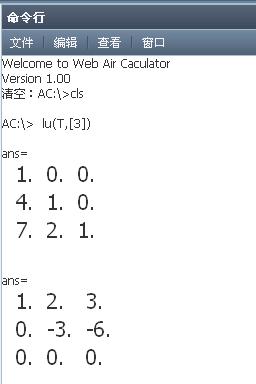 命令行
文件 编辑 查看 窗口
Welcome to Web Air Caculator
Version 1.00
清空：AC:\>cls
AC:\> lu(T,[3])
ans=
1. 0. 0.
4. 1. 0.
7. 2. 1.
ans=
1. 2. 3.
0. -3. -6.
0. 0. 0.